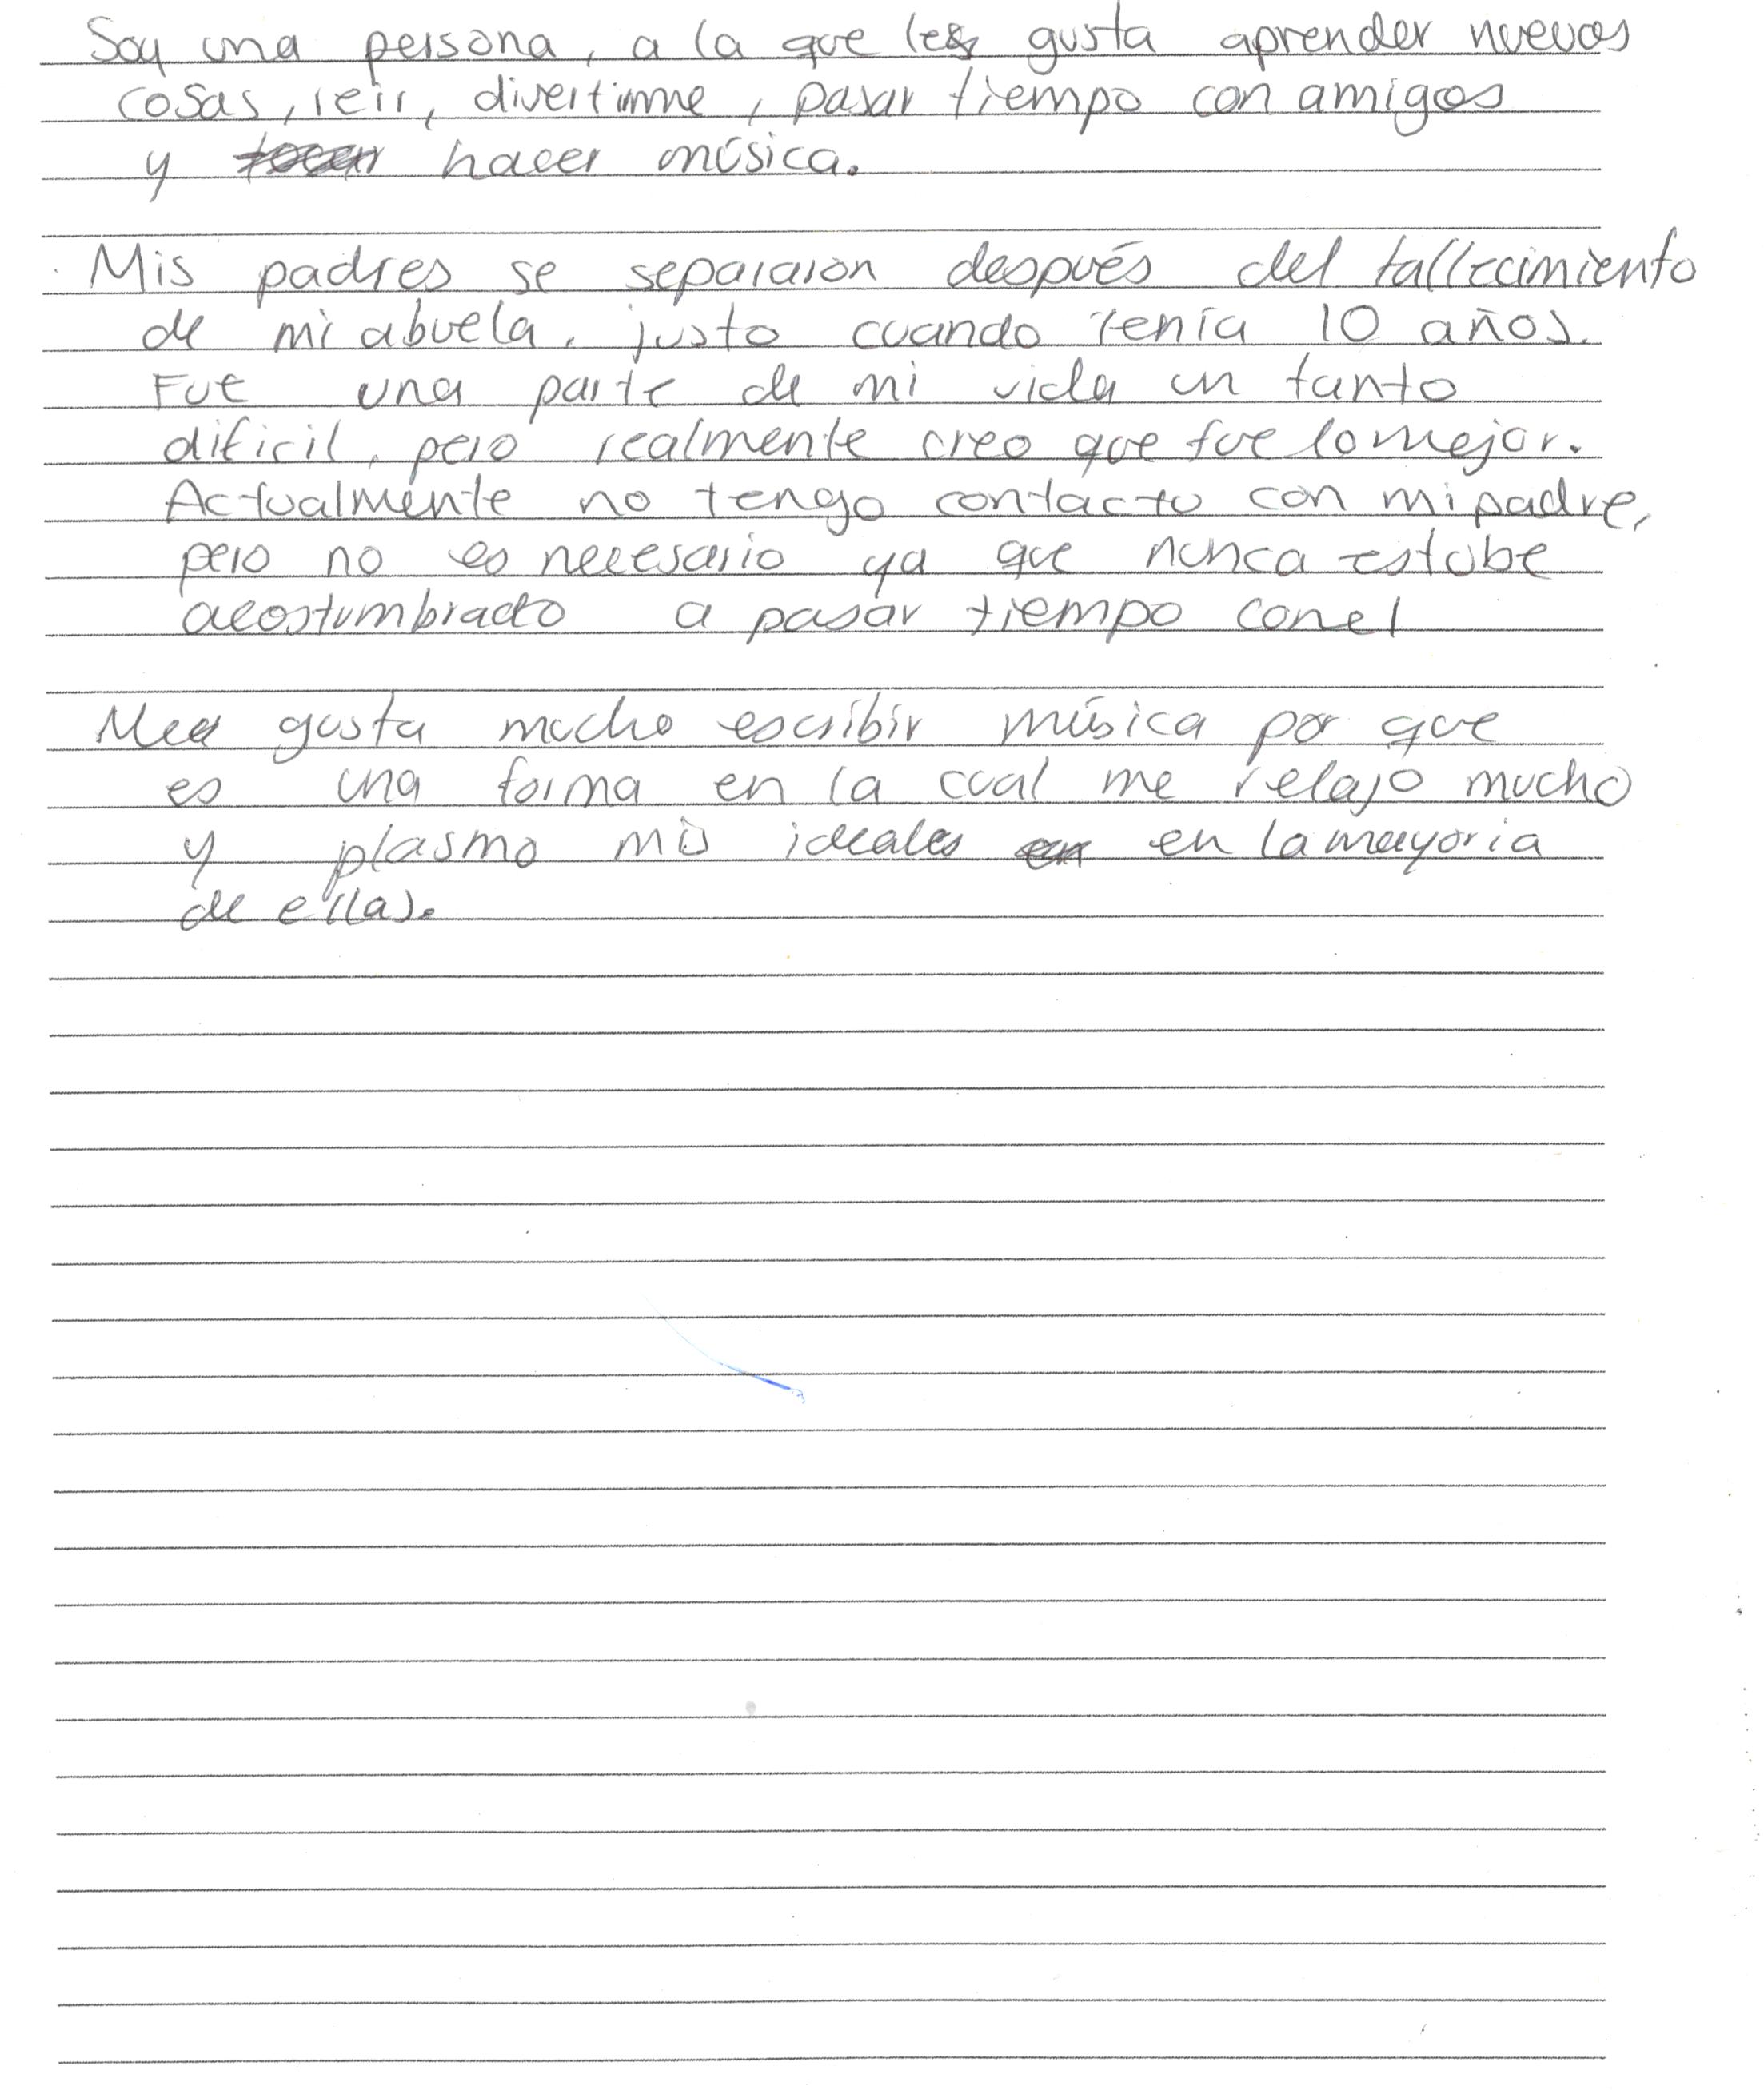 Soy una persona, a la que les gusta aprender nuevas
cosas, reir, divertirme, pasar tiempo con amigos
y hacer música.
Mis padres se separaron después del fallecimiento
de mi abuela, justo cuando tenía 10 años.
Fue una parte de mi vida un tanto
dificil, pero realmente creo que fue lo mejor.
Actualmente no tengo contacto con mi padre,
pero no es necesario ya que nunca estube
acostumbrado a pasar tiempo con el
Me gusta mucho escribir música por que
es una forma en la cual me relajo mucho
y plasmo mis ideales en la mayoria
de ellas.